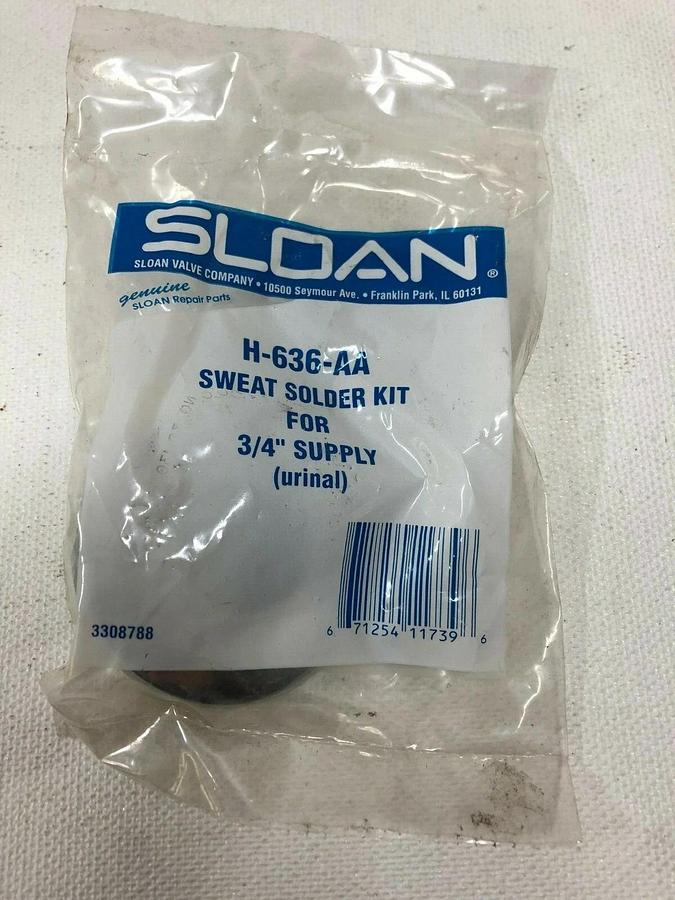 SLOAN®
SLOAN VALVE COMPANY • 10500 Seymour Ave. • Franklin Park, IL 60131
genuine
SLOAN Repair Parts
H-636-AA
SWEAT SOLDER KIT
FOR
3/4" SUPPLY
(urinal)
3308788
6 71254 11739 6